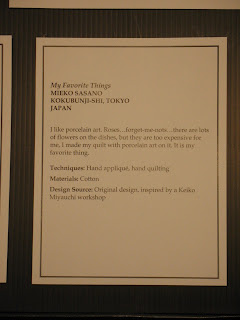 My Favorite Things
MIEKO SASANO
KOKUBUNJI-SHI, TOKYO
JAPAN
I like porcelain art. Roses...forget-me-nots...there are lots
of flowers on the dishes, but they are too expensive for
me, I made my quilt with porcelain art on it. It is my
favorite thing.
Techniques: Hand appliqué, hand quilting
Materials: Cotton
Design Source: Original design, inspired by a Keiko
Miyauchi workshop